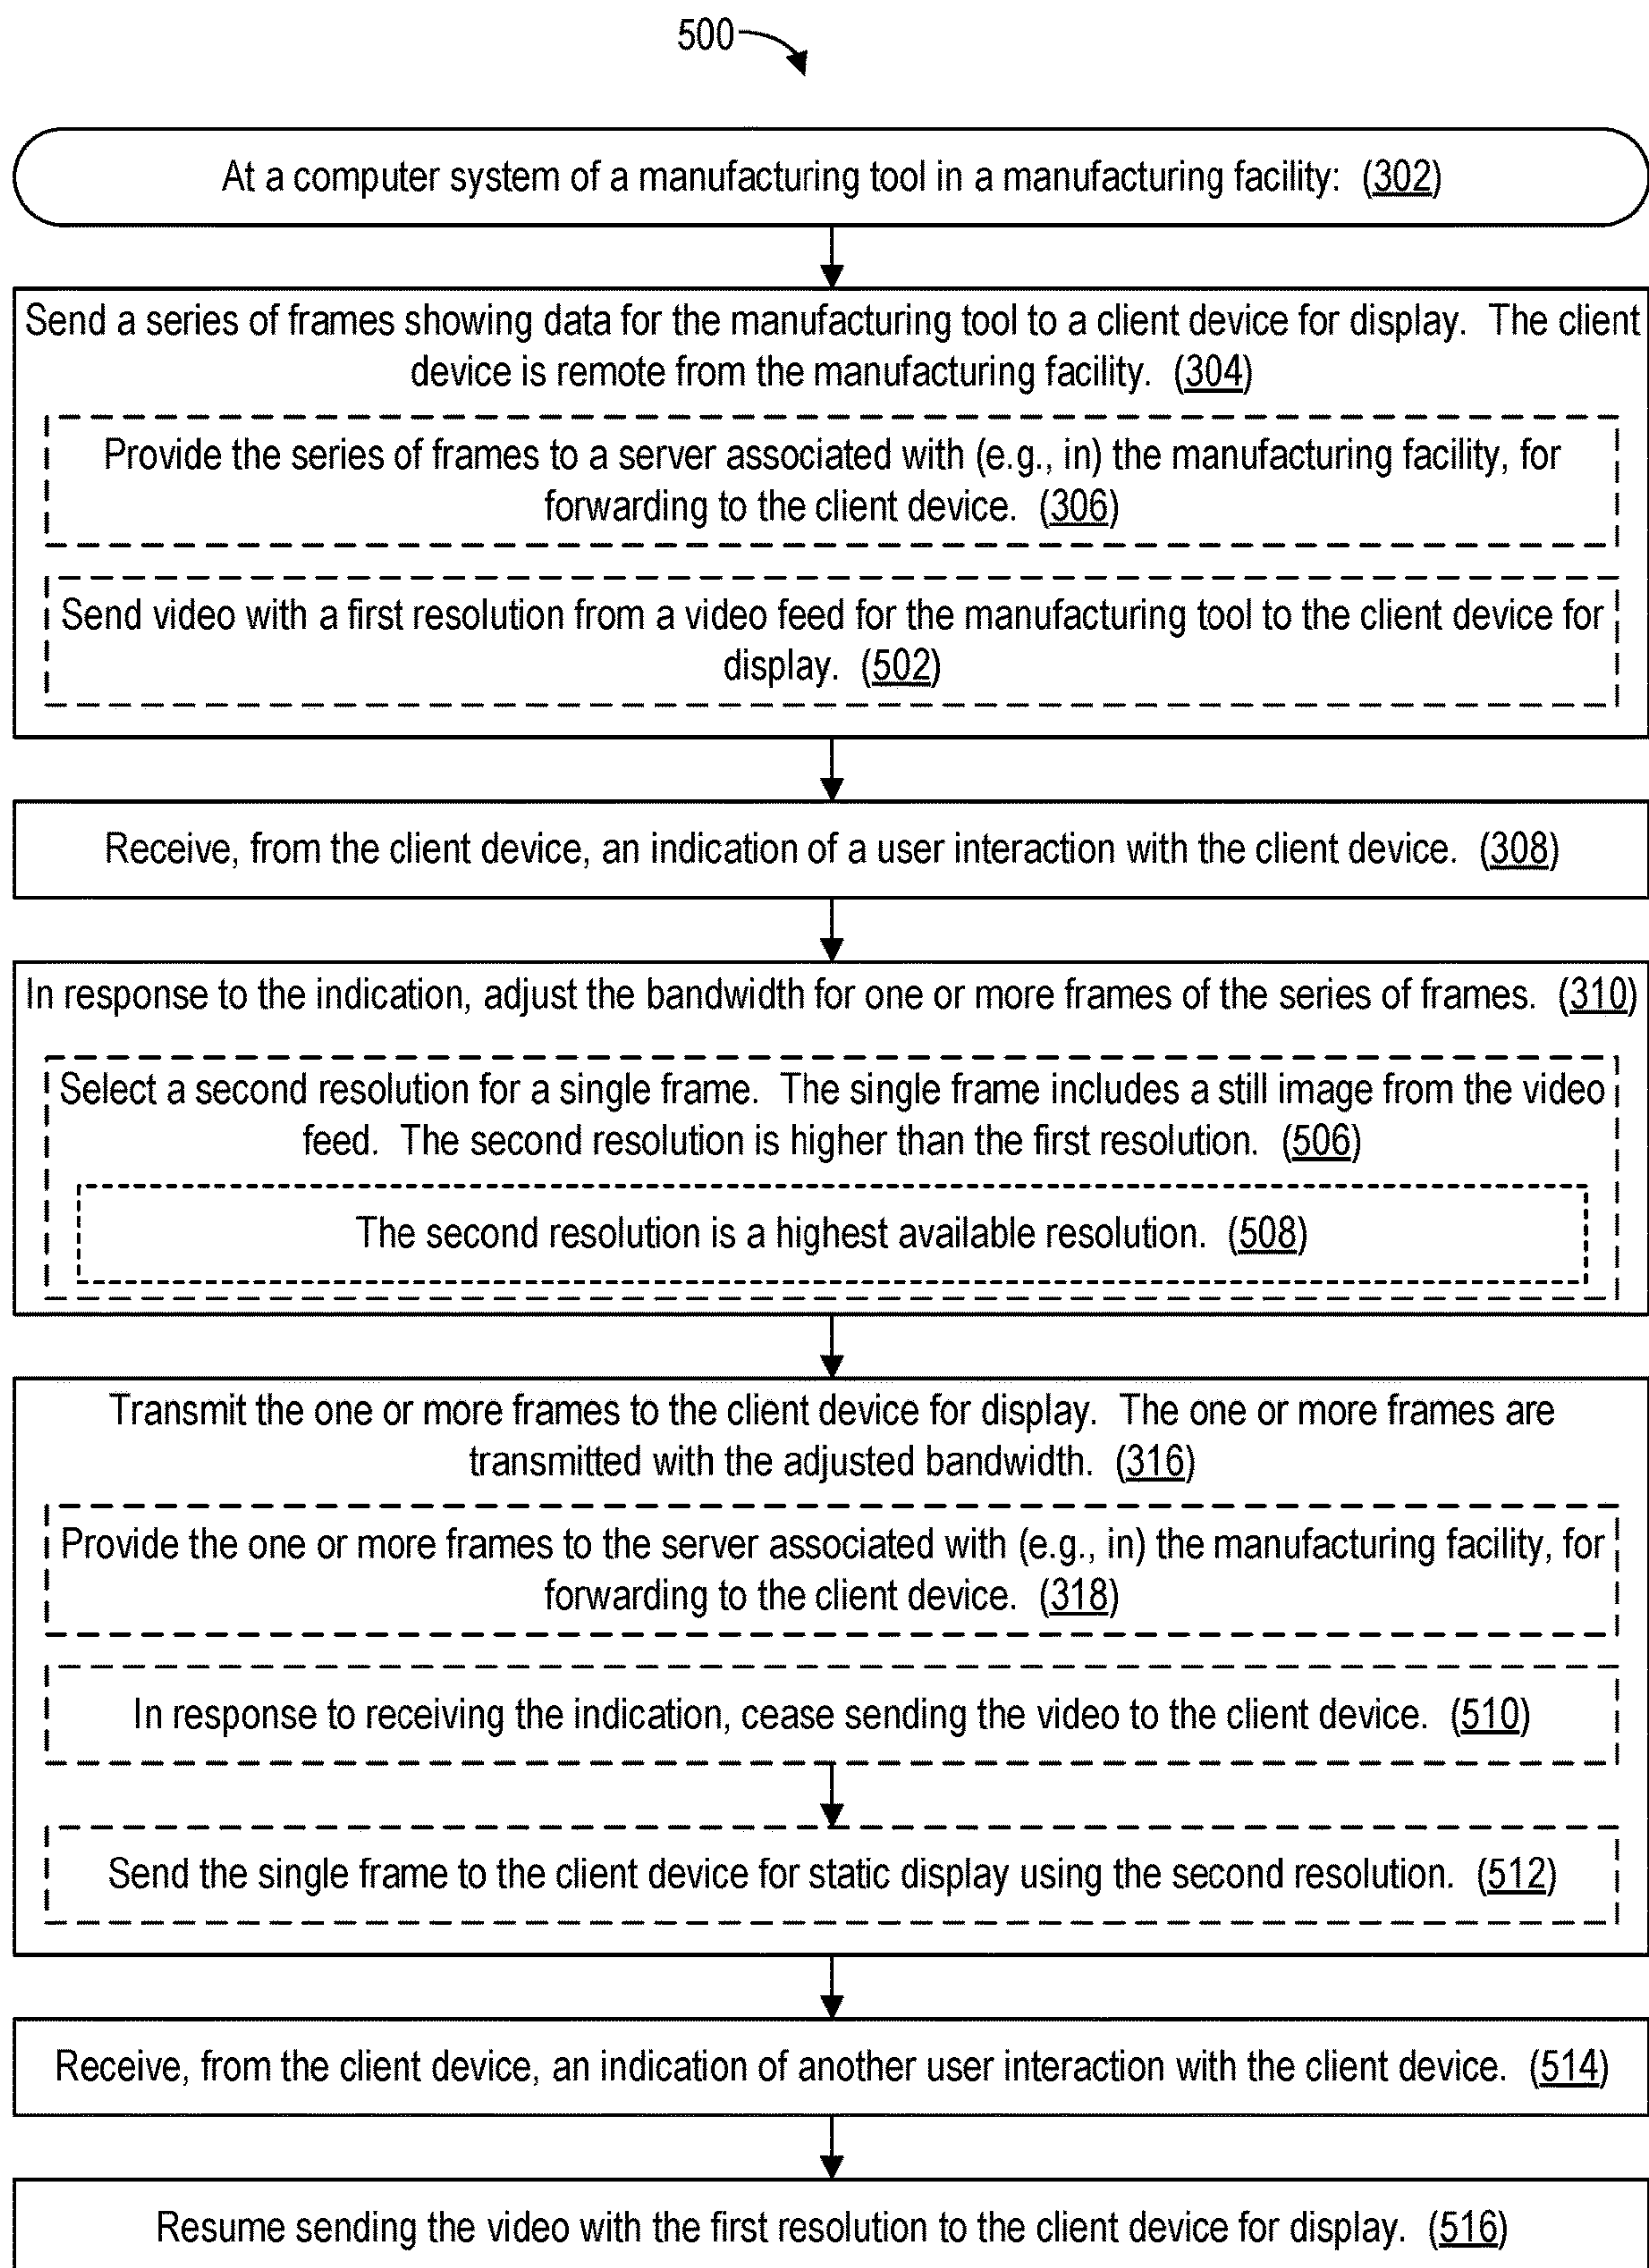 500
At a computer system of a manufacturing tool in a manufacturing facility: (302)
Send a series of frames showing data for the manufacturing tool to a client device for display. The client
device is remote from the manufacturing facility. (304)
Provide the series of frames to a server associated with (e.g., in) the manufacturing facility, for
forwarding to the client device. (306)
Send video with a first resolution from a video feed for the manufacturing tool to the client device for
display. (502)
Receive, from the client device, an indication of a user interaction with the client device. (308)
In response to the indication, adjust the bandwidth for one or more frames of the series of frames. (310)
Select a second resolution for a single frame. The single frame includes a still image from the video
feed. The second resolution is higher than the first resolution. (506)
The second resolution is a highest available resolution. (508)
Transmit the one or more frames to the client device for display. The one or more frames are
transmitted with the adjusted bandwidth. (316)
Provide the one or more frames to the server associated with (e.g., in) the manufacturing facility, for
forwarding to the client device. (318)
In response to receiving the indication, cease sending the video to the client device. (510)
Send the single frame to the client device for static display using the second resolution. (512)
Receive, from the client device, an indication of another user interaction with the client device. (514)
Resume sending the video with the first resolution to the client device for display. (516)